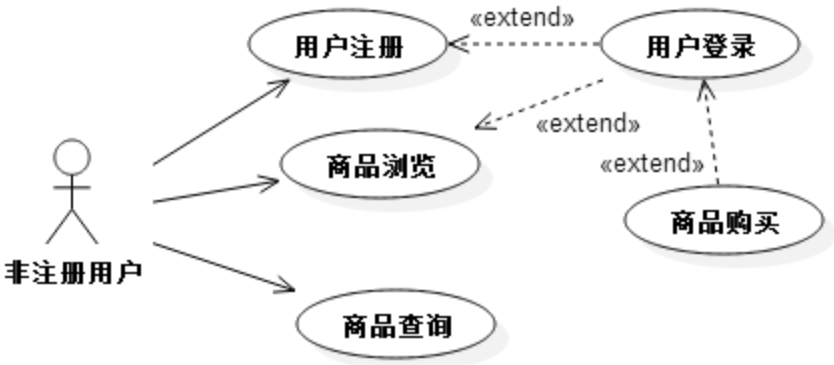 «extend»
用户注册
用户登录
«extend»
商品浏览
«extend»
商品购买
非注册用户
商品查询